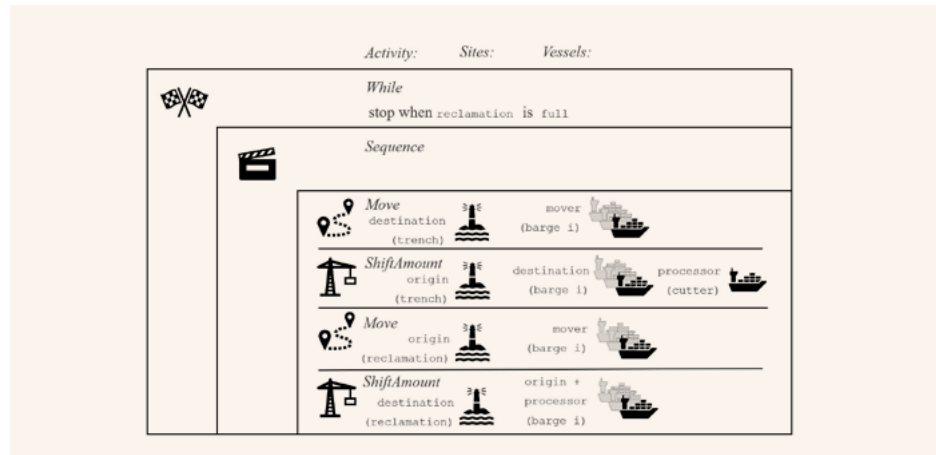 Activity: Sites: Vessels:
While
stop when reclamation is full
Sequence
Move
destination mover
(trench) (barge i)
ShiftAmount
origin destination processor
(trench) (barge i) (cutter)
Move
origin mover
(reclamation) (barge i)
ShiftAmount origin +
destination processor
(reclamation) (barge i)